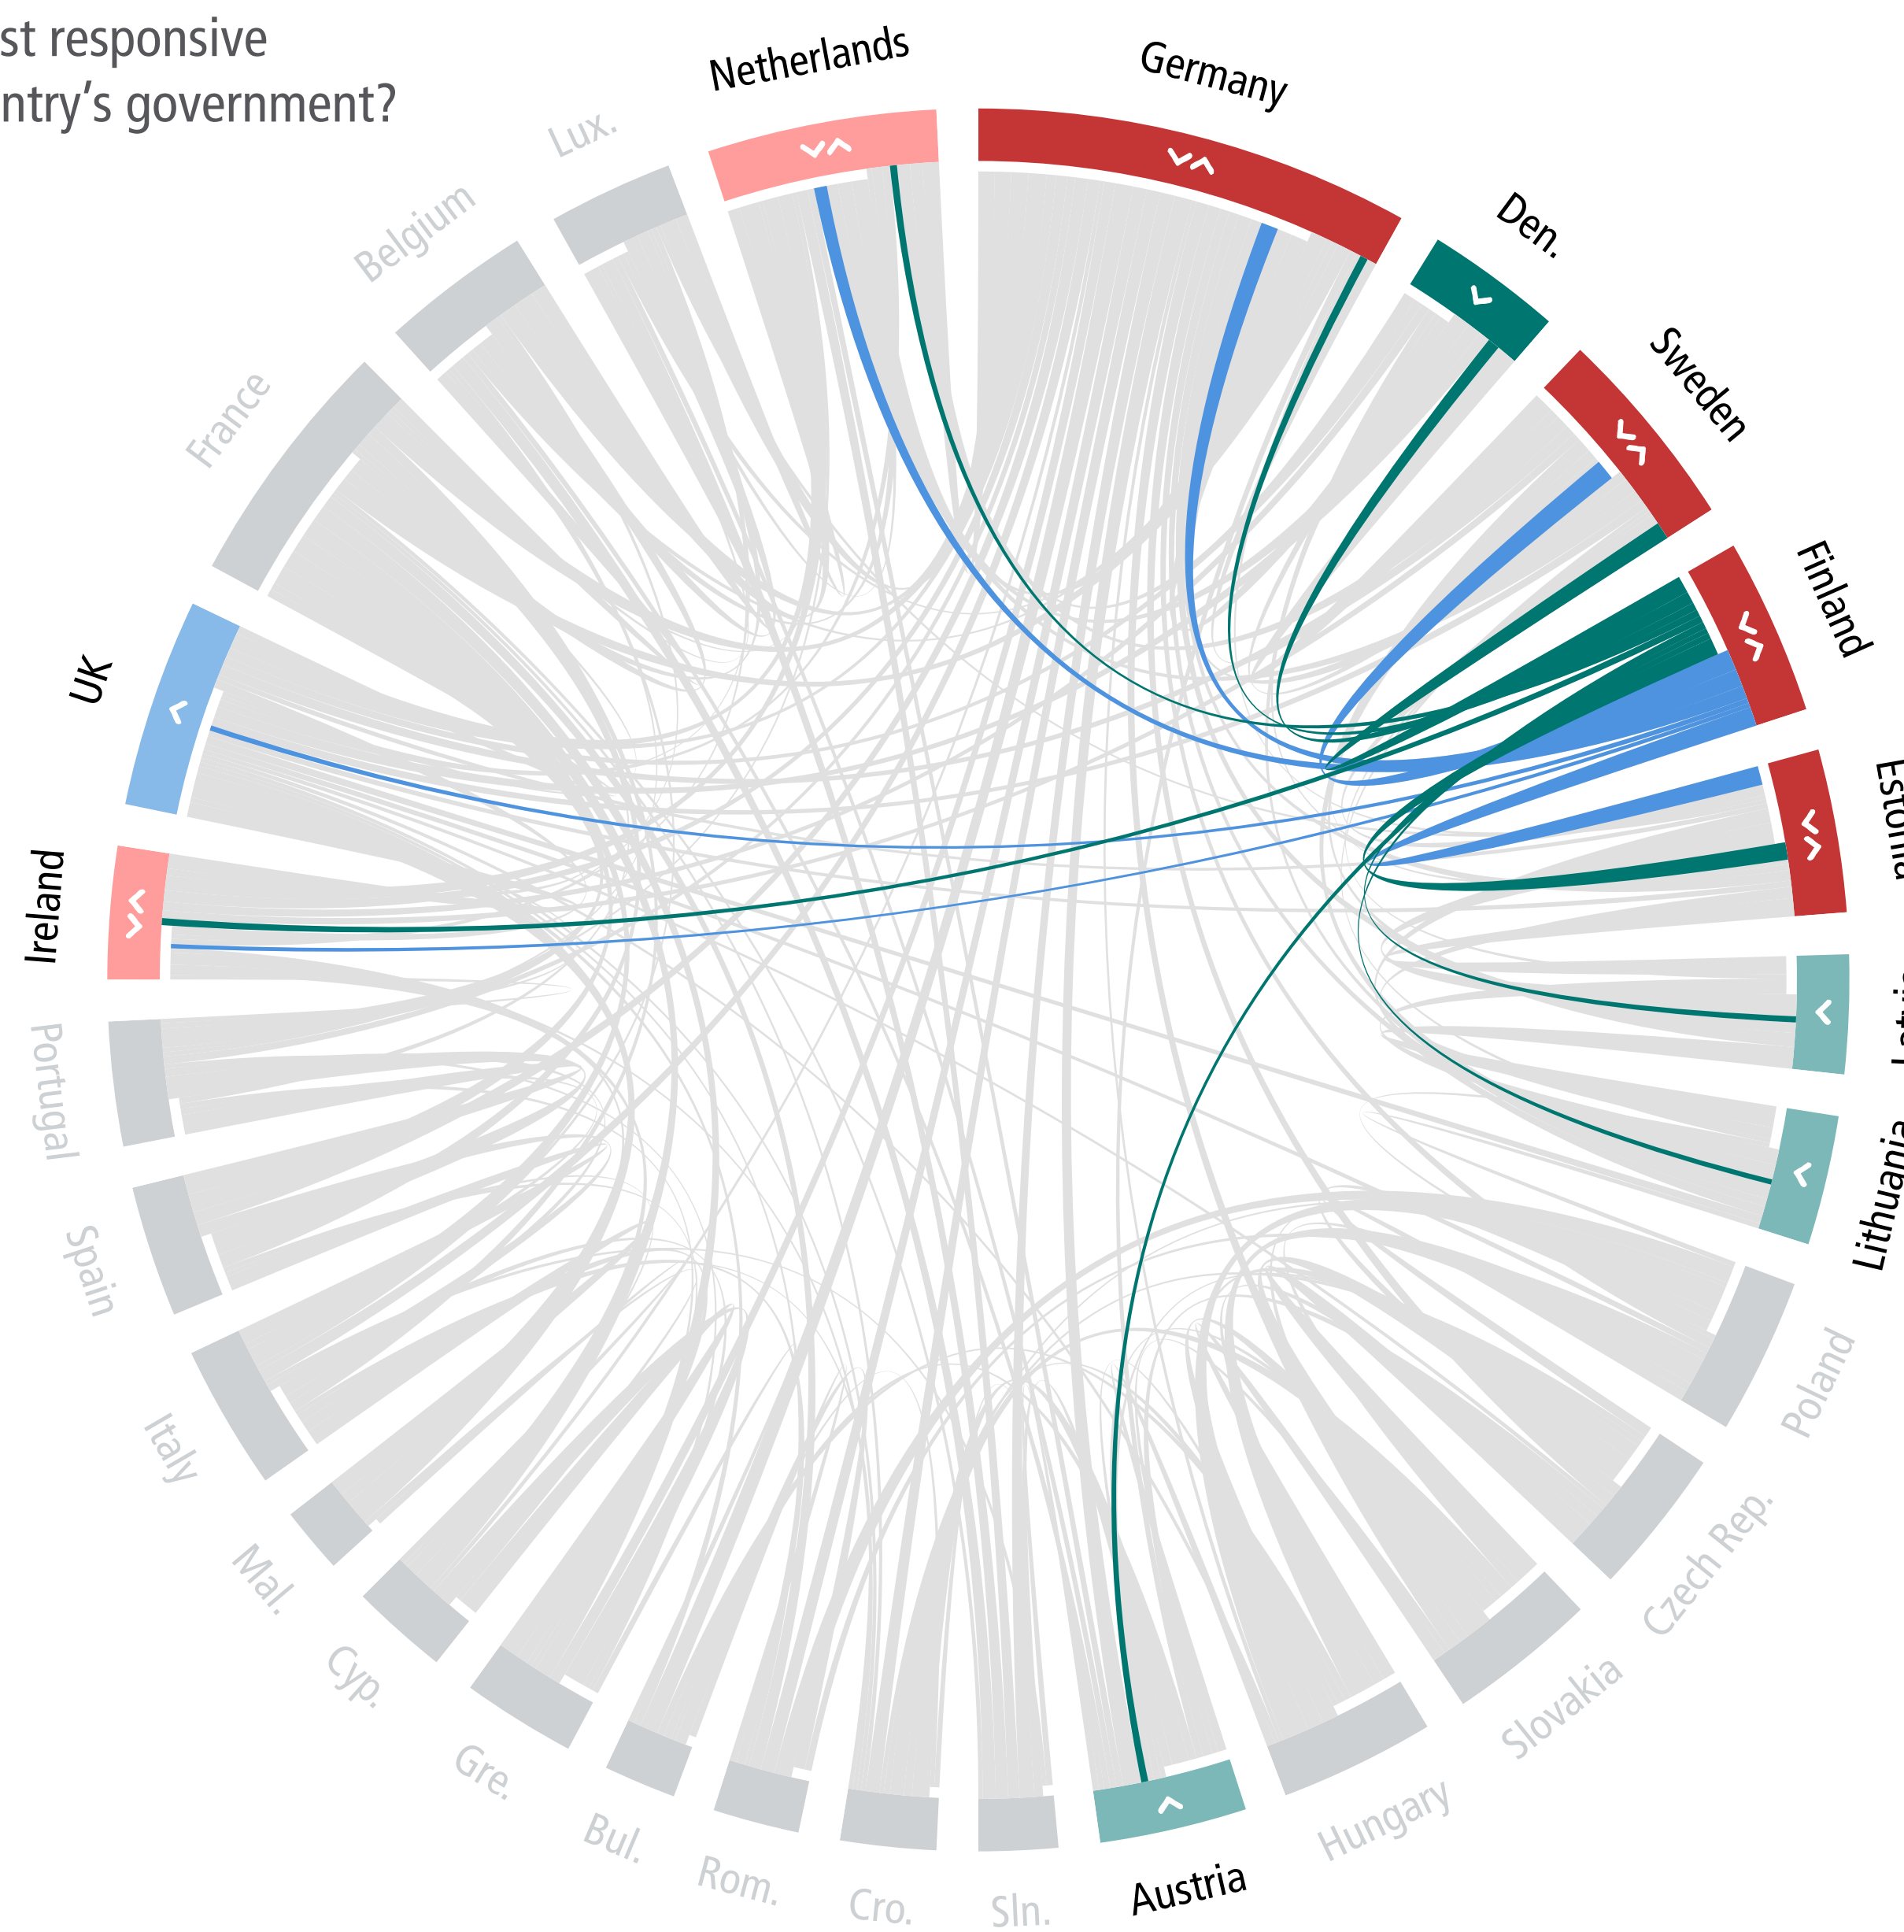 st responsive
ntry's government?
Netherlands
Germany
Lux.
Den.
Belgium
Sweden
France
Finland
UK
Ireland
Portugal
Lithuania
Spain
Poland
Italy
Czech Rep.
Mal.
Slovakia
Cyp.
Gre.
Hungary
Bul.
Rom.
Cro.
Sln.
Austria